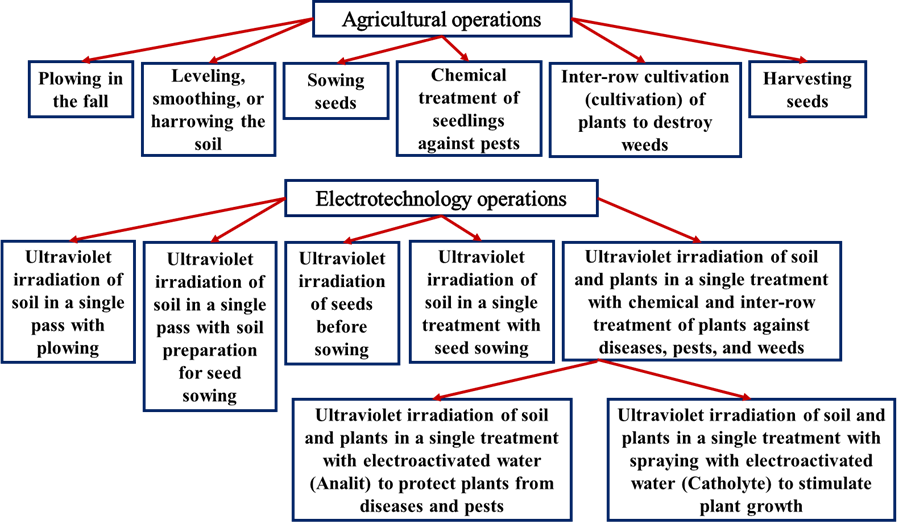 Agricultural operations
Plowing in
the fall
Leveling,
smoothing, or
harrowing the
soil
Sowing
seeds
Chemical
treatment of
seedlings
against pests
Inter-row cultivation
(cultivation) of
plants to destroy
weeds
Harvesting
seeds
Electrotechnology operations
Ultraviolet
irradiation of
soil in a single
pass with
plowing
Ultraviolet
irradiation of
soil in a single
pass with soil
preparation
for seed
sowing
Ultraviolet
irradiation
of seeds
before
sowing
Ultraviolet
irradiation of
soil in a single
treatment with
seed sowing
Ultraviolet irradiation of soil
and plants in a single treatment
with chemical and inter-row
treatment of plants against
diseases, pests, and weeds
Ultraviolet irradiation of soil
and plants in a single treatment
with electroactivated water
(Analit) to protect plants from
diseases and pests
Ultraviolet irradiation of soil and
plants in a single treatment with
spraying with electroactivated
water (Catholyte) to stimulate
plant growth